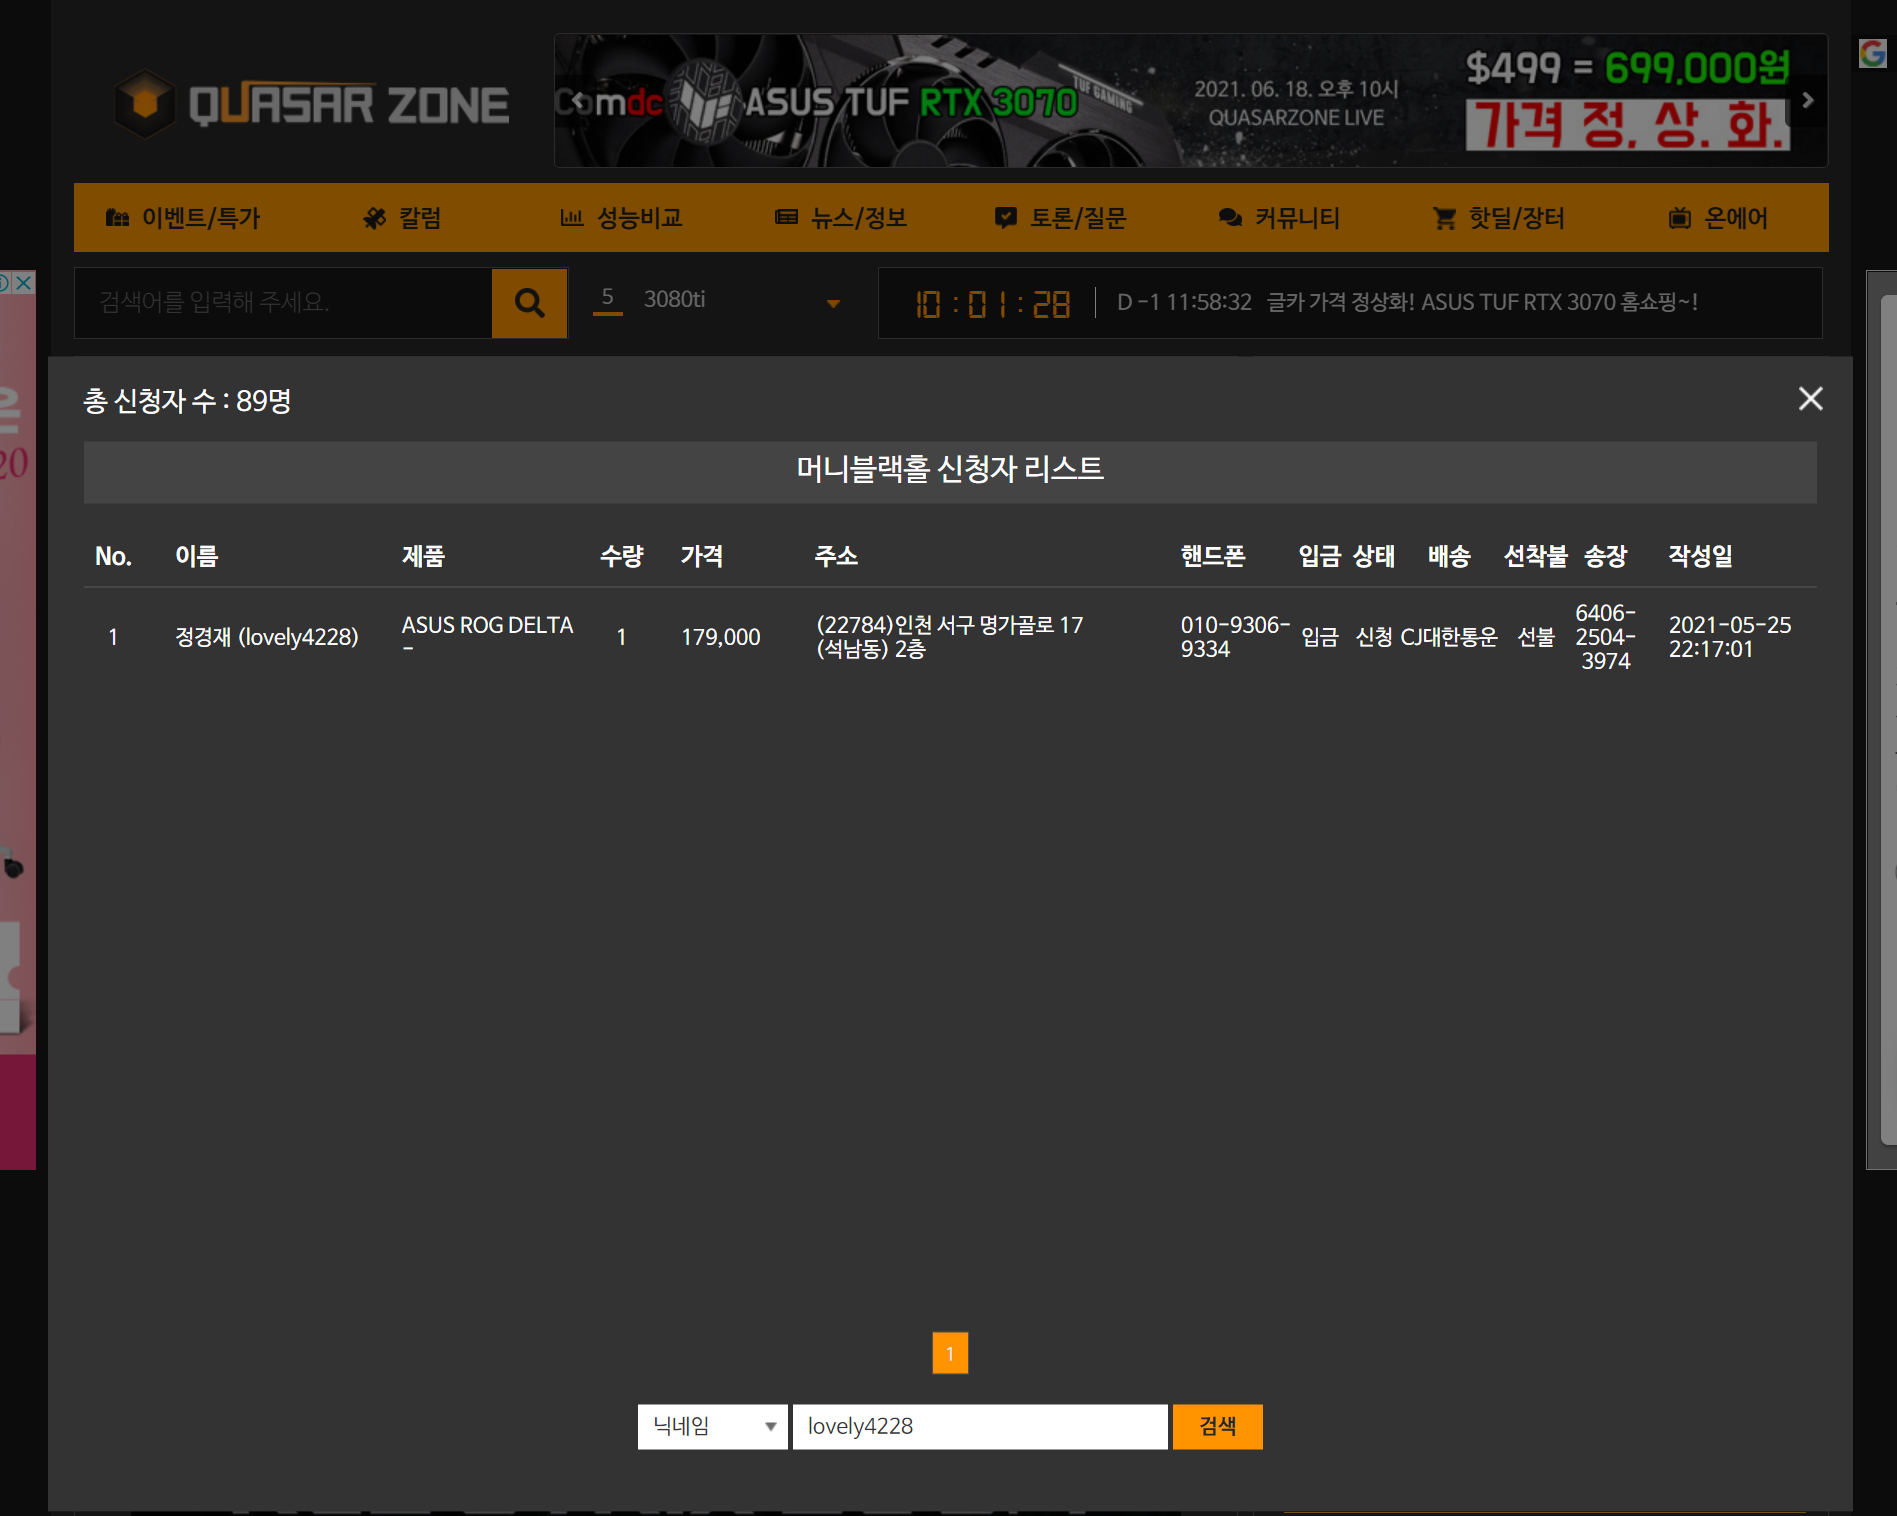 QUASAR ZONE
Comdc ASUS TUF RTX 3070 TUF GAMING
2021. 06. 18. 오후 10시
QUASARZONE LIVE
$499 = 699,000원
가격 정. 상. 화.
이벤트/특가 칼럼 성능비교 뉴스/정보 토론/질문 커뮤니티 핫딜/장터 온에어
검색어를 입력해 주세요.
5 3080ti
10:01:28
D -1 11:58:32 글카 가격 정상화! ASUS TUF RTX 3070 홈쇼핑~!
은
20
총 신청자 수 : 89명
머니블랙홀 신청자 리스트
No. 이름 제품 수량 가격 주소 핸드폰 입금 상태 배송 선착불 송장 작성일
1 정경재 (lovely4228) ASUS ROG DELTA
-
1 179,000 (22784)인천 서구 명가골로 17
(석남동) 2층
010-9306-
9334
입금 신청 CJ대한통운 선불
6406-
2504-
3974
2021-05-25
22:17:01
1
닉네임 lovely4228 검색